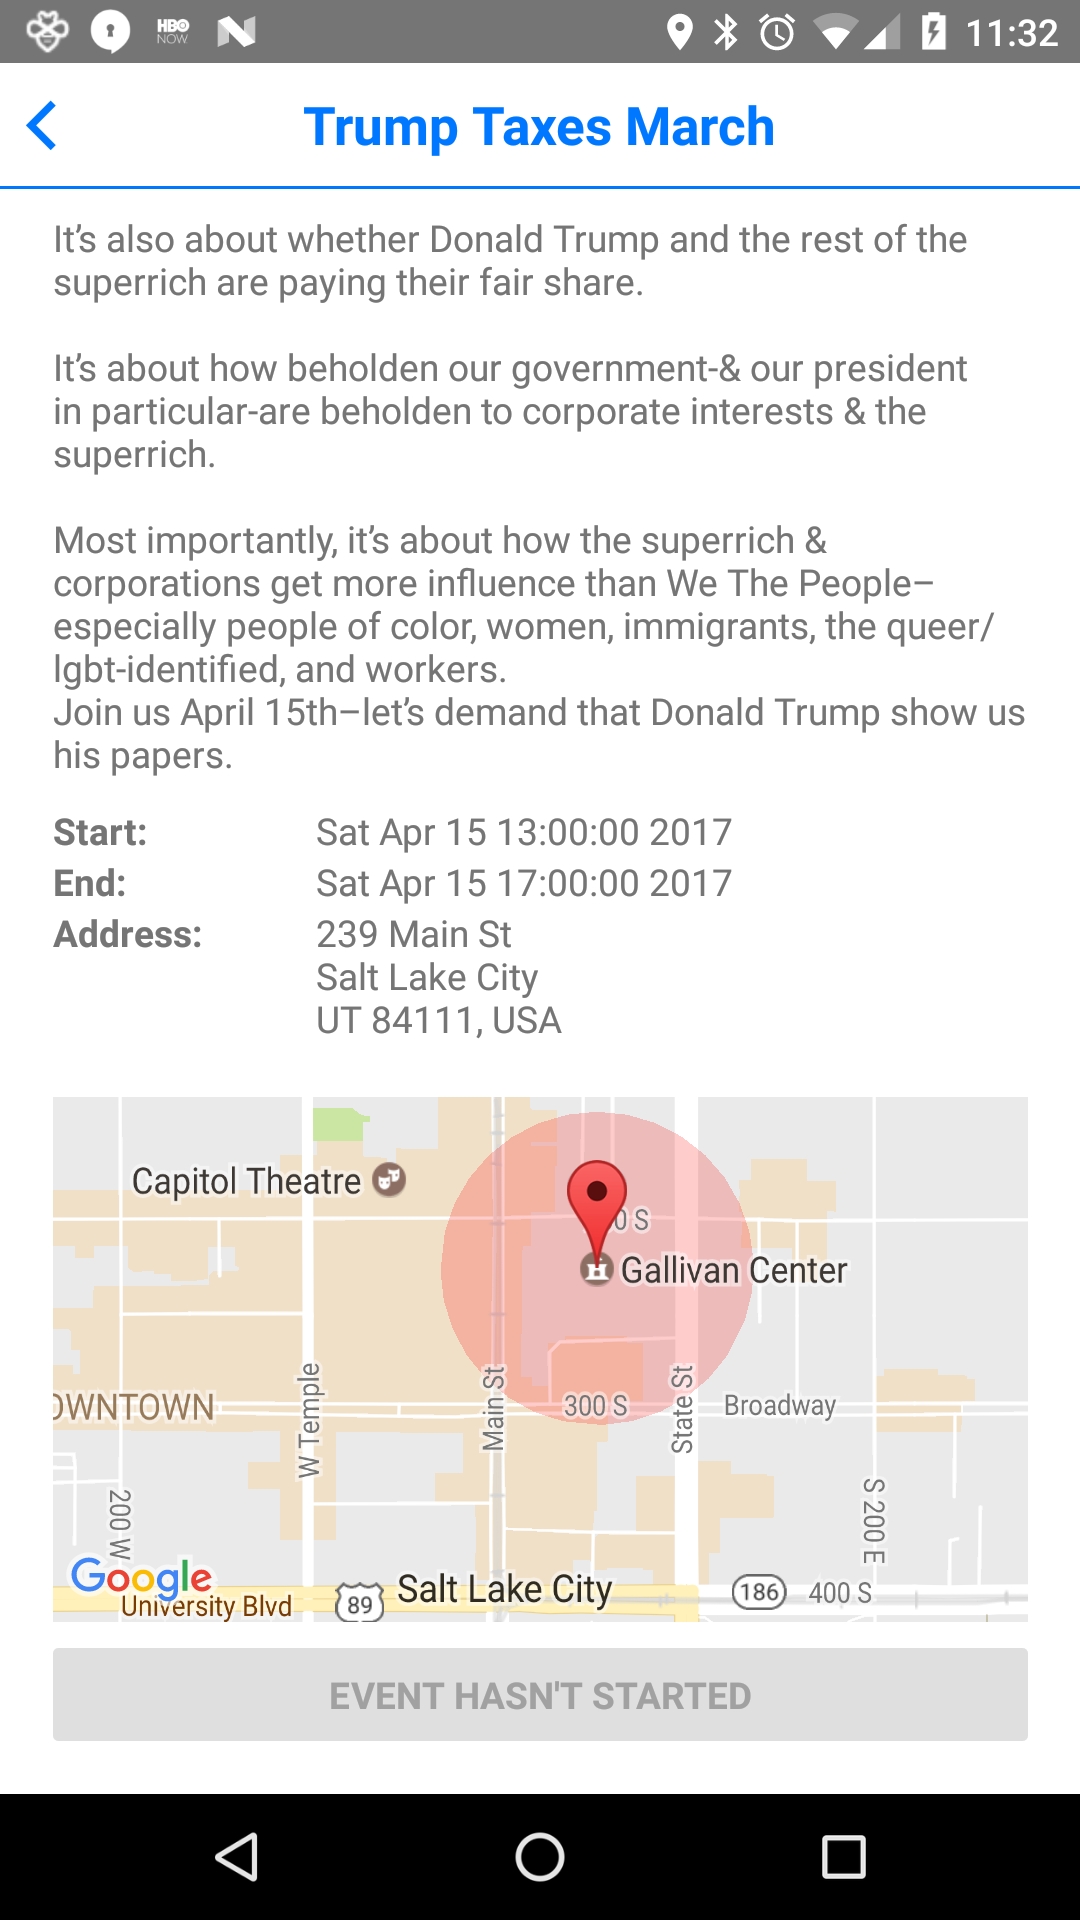 HBO
NOW
11:32
Trump Taxes March
It's also about whether Donald Trump and the rest of the
superrich are paying their fair share.
It's about how beholden our government-& our president
in particular-are beholden to corporate interests & the
superrich.
Most importantly, it's about how the superrich &
corporations get more influence than We The People–
especially people of color, women, immigrants, the queer/
lgbt-identified, and workers.
Join us April 15th–let's demand that Donald Trump show us
his papers.
Start: Sat Apr 15 13:00:00 2017
End: Sat Apr 15 17:00:00 2017
Address: 239 Main St
Salt Lake City
UT 84111, USA
Capitol Theatre
0 S
Gallivan Center
OWNTOWN
W Temple
Main St
300 S
State St
Broadway
200 W
S 200 E
Google
University Blvd
89
Salt Lake City
186
400 S
EVENT HASN'T STARTED